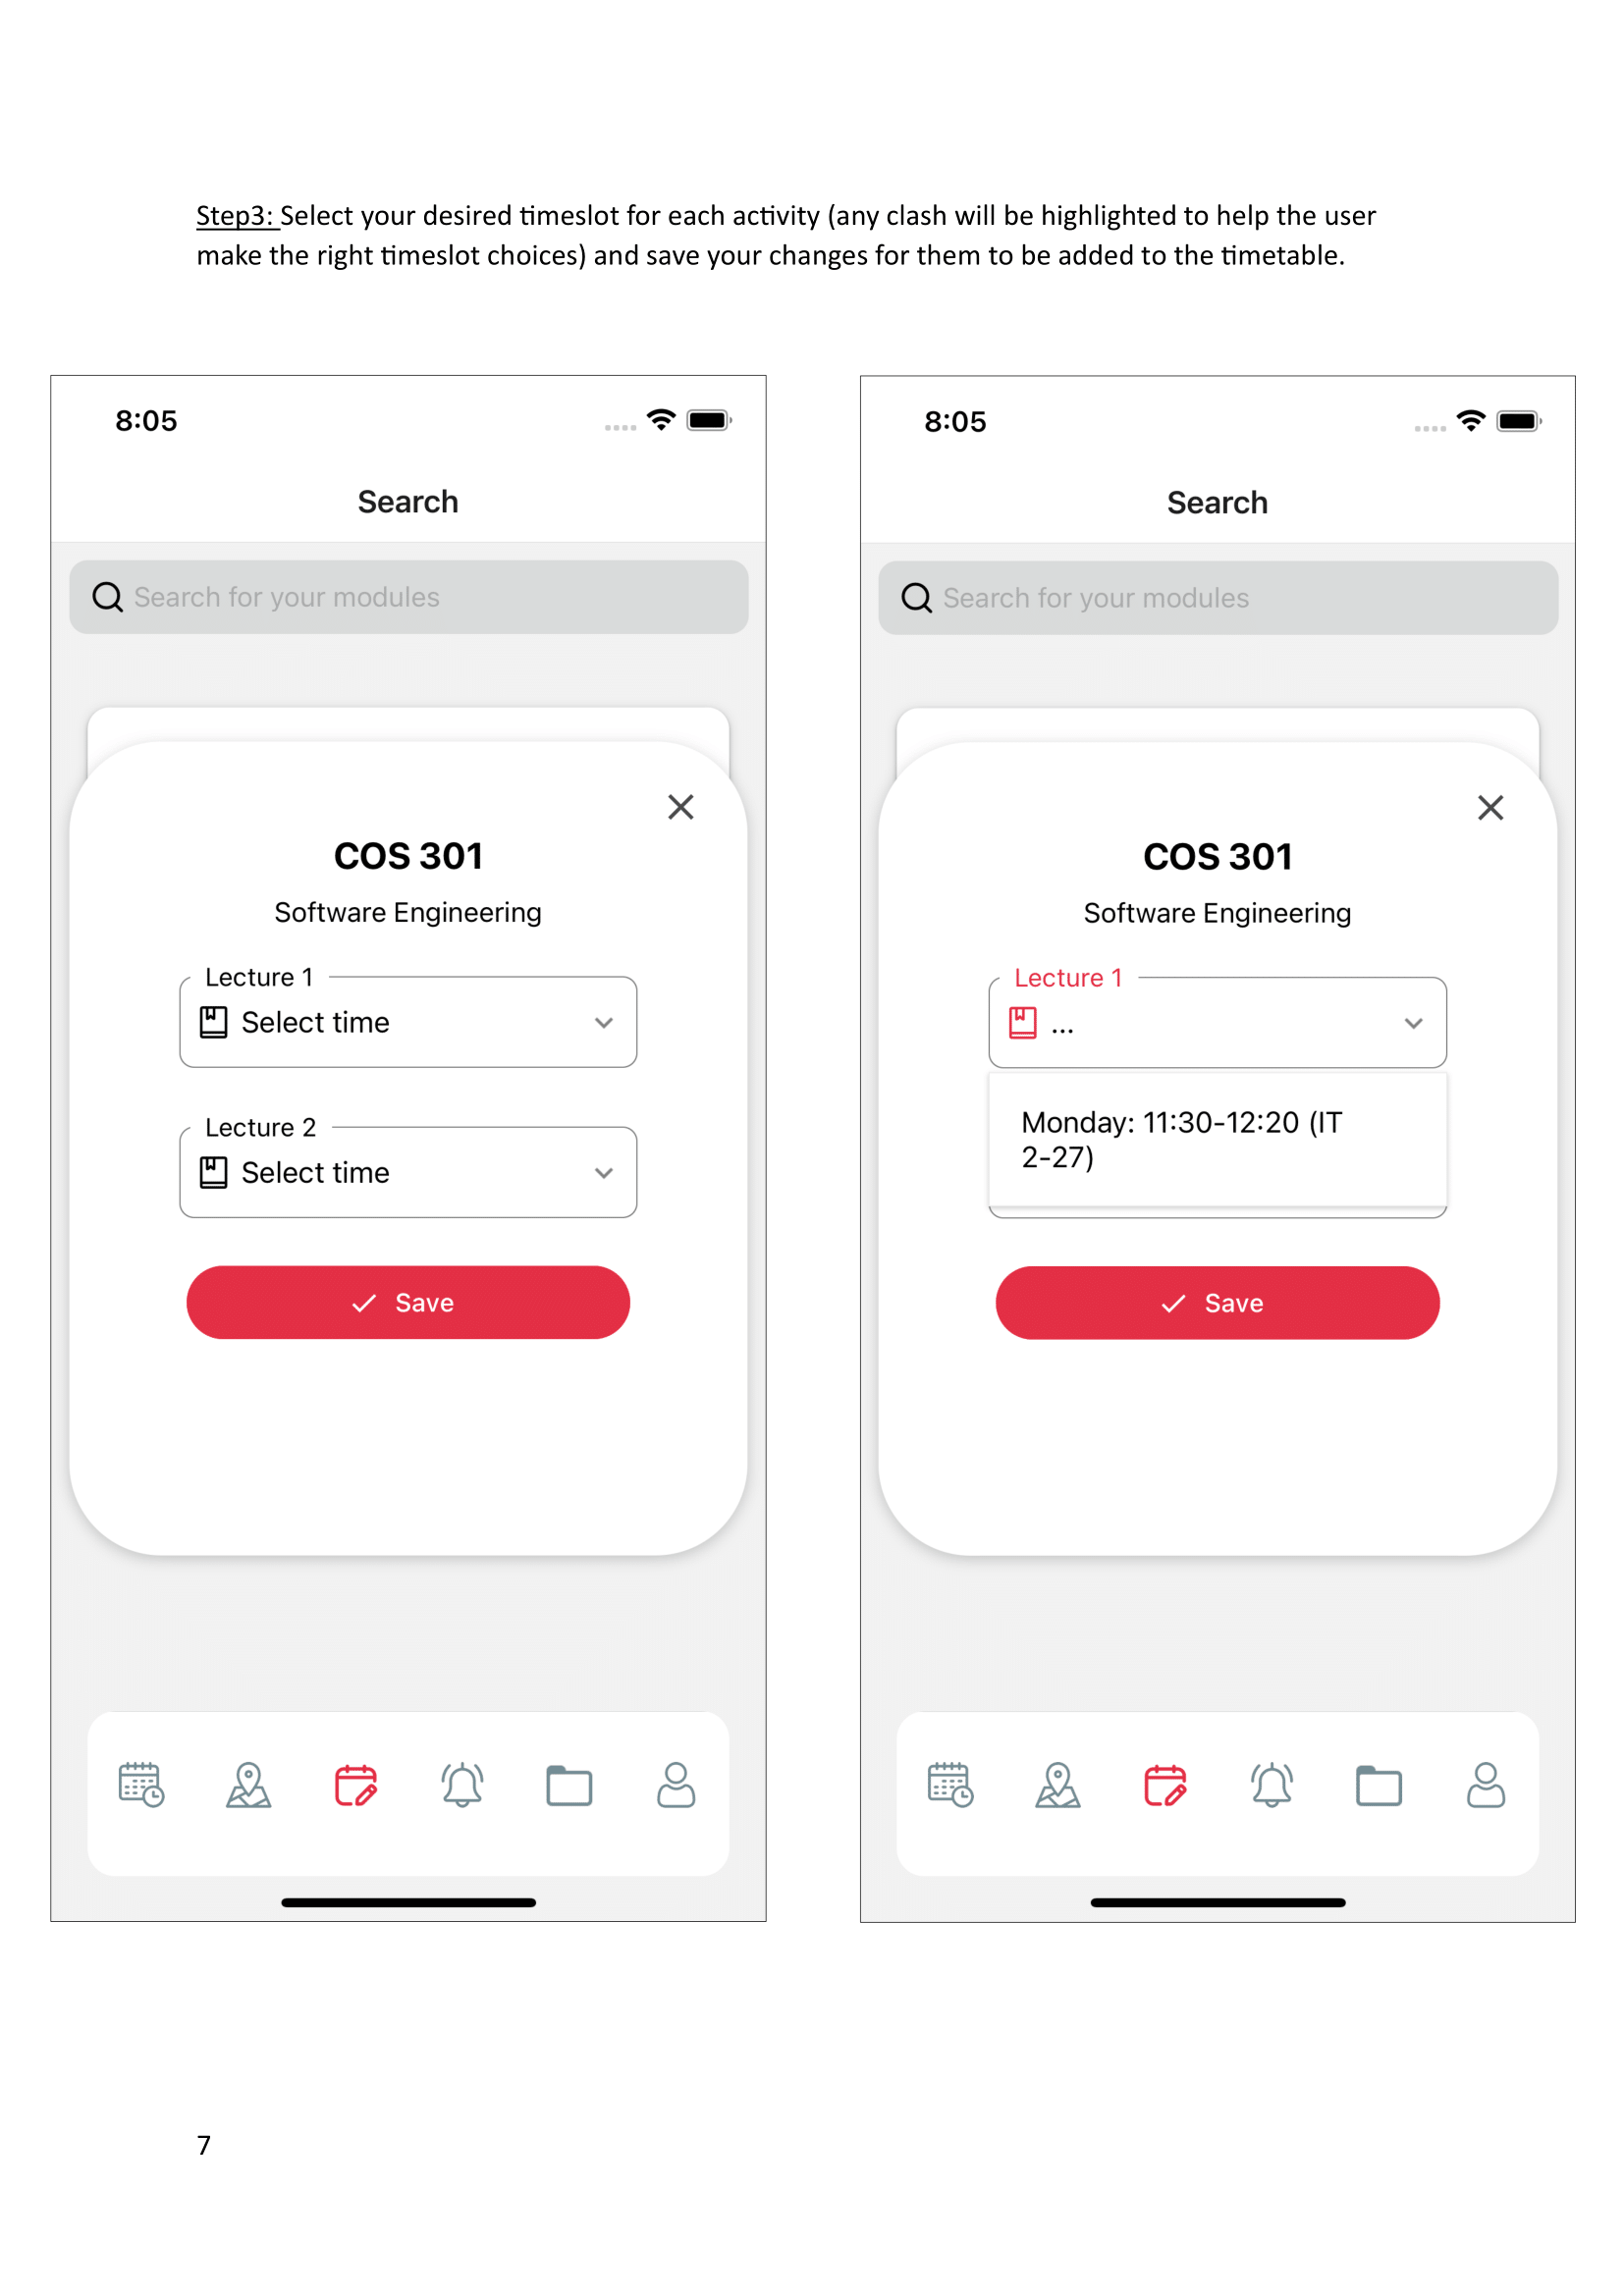 Step3: Select your desired timeslot for each activity (any clash will be highlighted to help the user
make the right timeslot choices) and save your changes for them to be added to the timetable.
8:05
Search
Search for your modules
COS 301
Software Engineering
Lecture 1
Select time
Lecture 2
Select time
Save
8:05
Search
Search for your modules
COS 301
Software Engineering
Lecture 1
...
Monday: 11:30-12:20 (IT
2-27)
Save
7